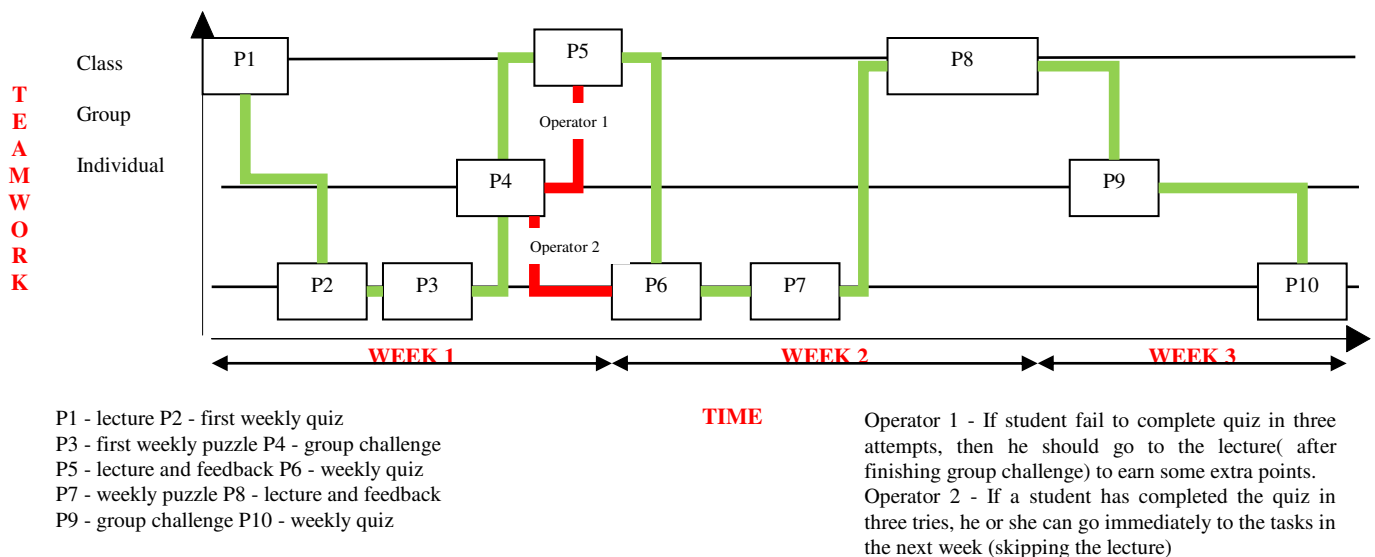 P1
P5
P8
Class
Group
Individual
TEAMWORK
Operator 1
P4
P9
Operator 2
P2
P3
P6
P7
P10
WEEK 1
WEEK 2
WEEK 3
TIME
P1 - lecture P2 - first weekly quiz
P3 - first weekly puzzle P4 - group challenge
P5 - lecture and feedback P6 - weekly quiz
P7 - weekly puzzle P8 - lecture and feedback
P9 - group challenge P10 - weekly quiz
Operator 1 - If student fail to complete quiz in three
attempts, then he should go to the lecture( after
finishing group challenge) to earn some extra points.
Operator 2 - If a student has completed the quiz in
three tries, he or she can go immediately to the tasks in
the next week (skipping the lecture)